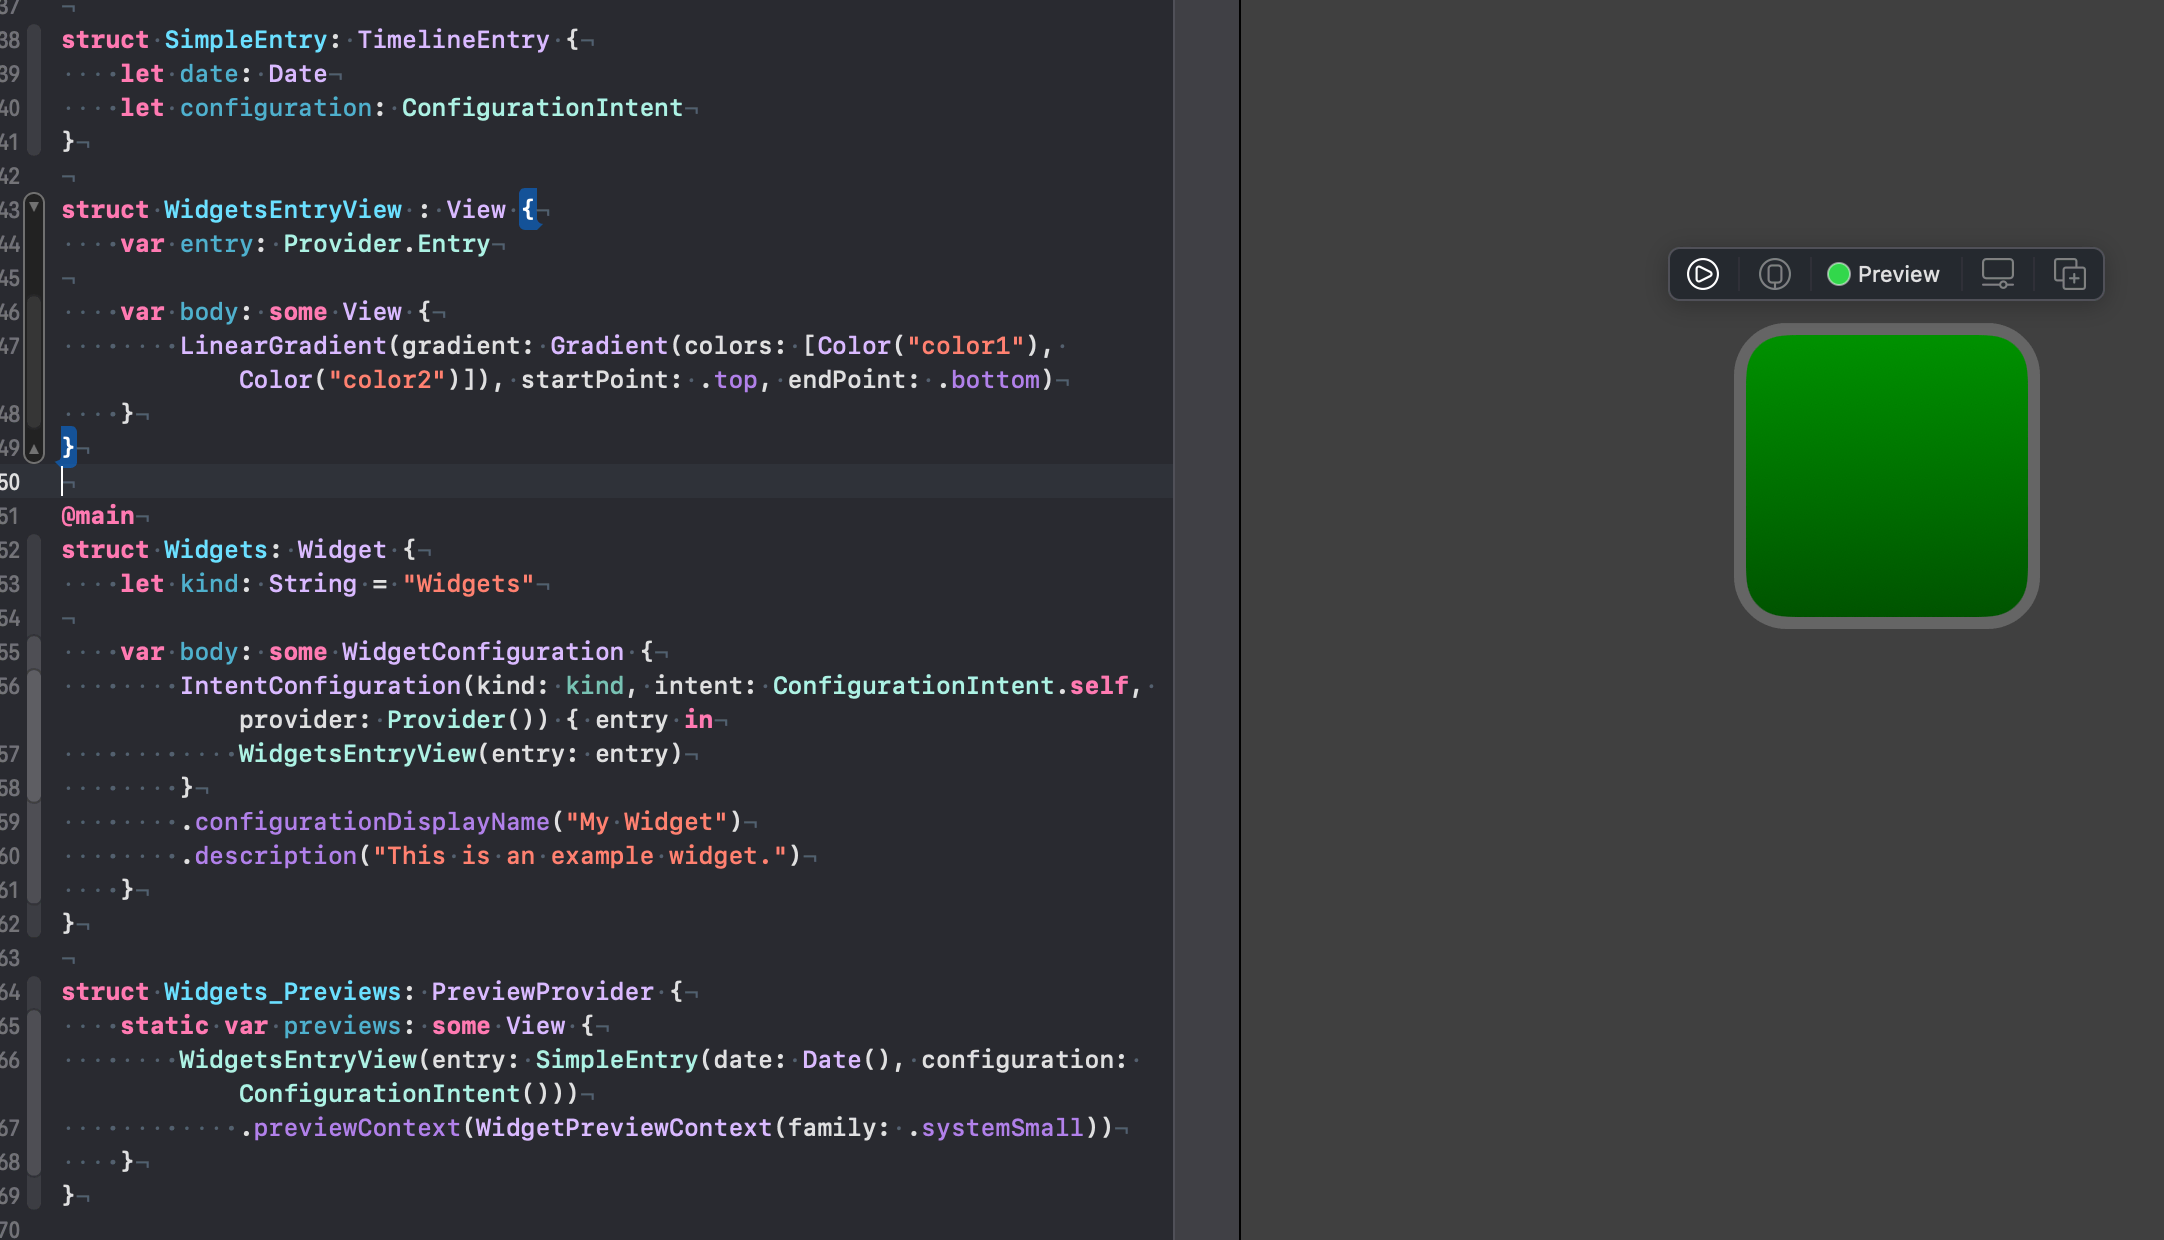 37
38 struct SimpleEntry: TimelineEntry {
39 let date: Date
40 let configuration: ConfigurationIntent
41 }
42
43 struct WidgetsEntryView : View {
44 var entry: Provider.Entry
45
46 var body: some View {
47 LinearGradient(gradient: Gradient(colors: [Color("color1"),
Color("color2")]), startPoint: .top, endPoint: .bottom)
48 }
49 }
50
51 @main
52 struct Widgets: Widget {
53 let kind: String = "Widgets"
54
55 var body: some WidgetConfiguration {
56 IntentConfiguration(kind: kind, intent: ConfigurationIntent.self,
provider: Provider()) { entry in
57 WidgetsEntryView(entry: entry)
58 }
59 .configurationDisplayName("My Widget")
60 .description("This is an example widget.")
61 }
62 }
63
64 struct Widgets_Previews: PreviewProvider {
65 static var previews: some View {
66 WidgetsEntryView(entry: SimpleEntry(date: Date(), configuration:
ConfigurationIntent()))
67 .previewContext(WidgetPreviewContext(family: .systemSmall))
68 }
69 }
70
Preview